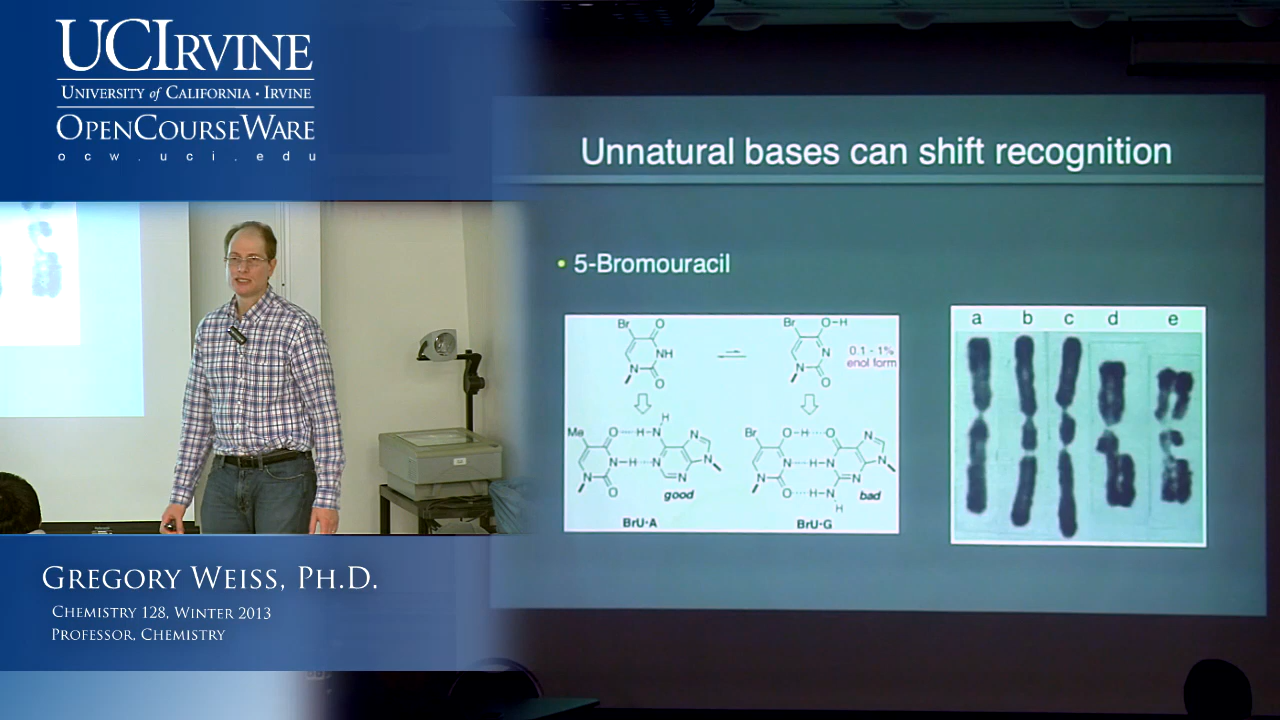 UCIRVINE
UNIVERSITY of CALIFORNIA · IRVINE
OPENCOURSEWARE
ocw.uci.edu
Unnatural bases can shift recognition
• 5-Bromouracil
Br O NH N O
Br O-H N N O
0.1 - 1%
enol form
Me O H N H N H N N O N N N
good
BrU·A
Br O H O N H N N O H N H N N N
bad
BrU·G
a b c d e
GREGORY WEISS, PH.D.
CHEMISTRY 128, WINTER 2013
PROFESSOR, CHEMISTRY